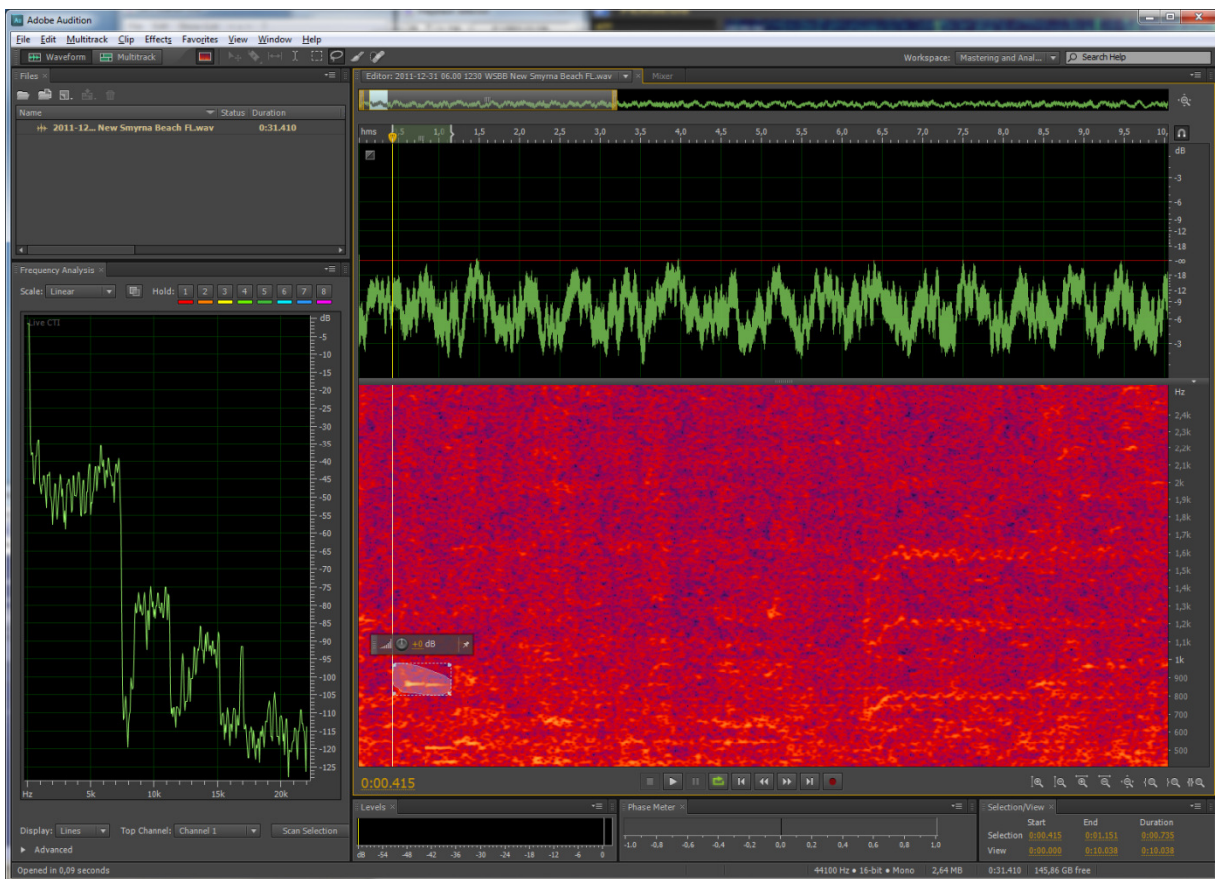 Adobe Audition
File Edit Multitrack Clip Effects Favorites View Window Help
Waveform Multitrack Workspace: Mastering and Anal... Search Help
Files
Name Status Duration
2011-12... New Smyrna Beach FL.wav 0:31.410
Frequency Analysis
Scale: Linear Hold: 1 2 3 4 5 6 7 8
Live CTI
dB
-5
-10
-15
-20
-25
-30
-35
-40
-45
-50
-55
-60
-65
-70
-75
-80
-85
-90
-95
-100
-105
-110
-115
-120
-125
Hz 5k 10k 15k 20k
Display: Lines Top Channel: Channel 1 Scan Selection
Advanced
Editor: 2011-12-31 06.00 1230 WSBB New Smyrna Beach FL.wav Mixer
hms 1,0 1,5 2,0 2,5 3,0 3,5 4,0 4,5 5,0 5,5 6,0 6,5 7,0 7,5 8,0 8,5 9,0 9,5 10,
dB
-3
-6
-9
-12
-18
-∞
-18
-12
-9
-6
-3
Hz
2,4k
2,3k
2,2k
2,1k
2k
1,9k
1,8k
1,7k
1,6k
1,5k
1,4k
1,3k
1,2k
1,1k
1k
900
800
700
600
500
+0 dB
0:00.415
Levels
dB -54 -48 -42 -36 -30 -24 -18 -12 -6 0
Phase Meter
-1.0 -0.8 -0.6 -0.4 -0.2 0.0 0.2 0.4 0.6 0.8 1.0
Selection/View
Start End Duration
Selection 0:00.415 0:01.151 0:00.735
View 0:00.000 0:10.038 0:10.038
Opened in 0,09 seconds 44100 Hz • 16-bit • Mono 2,64 MB 0:31.410 145,86 GB free